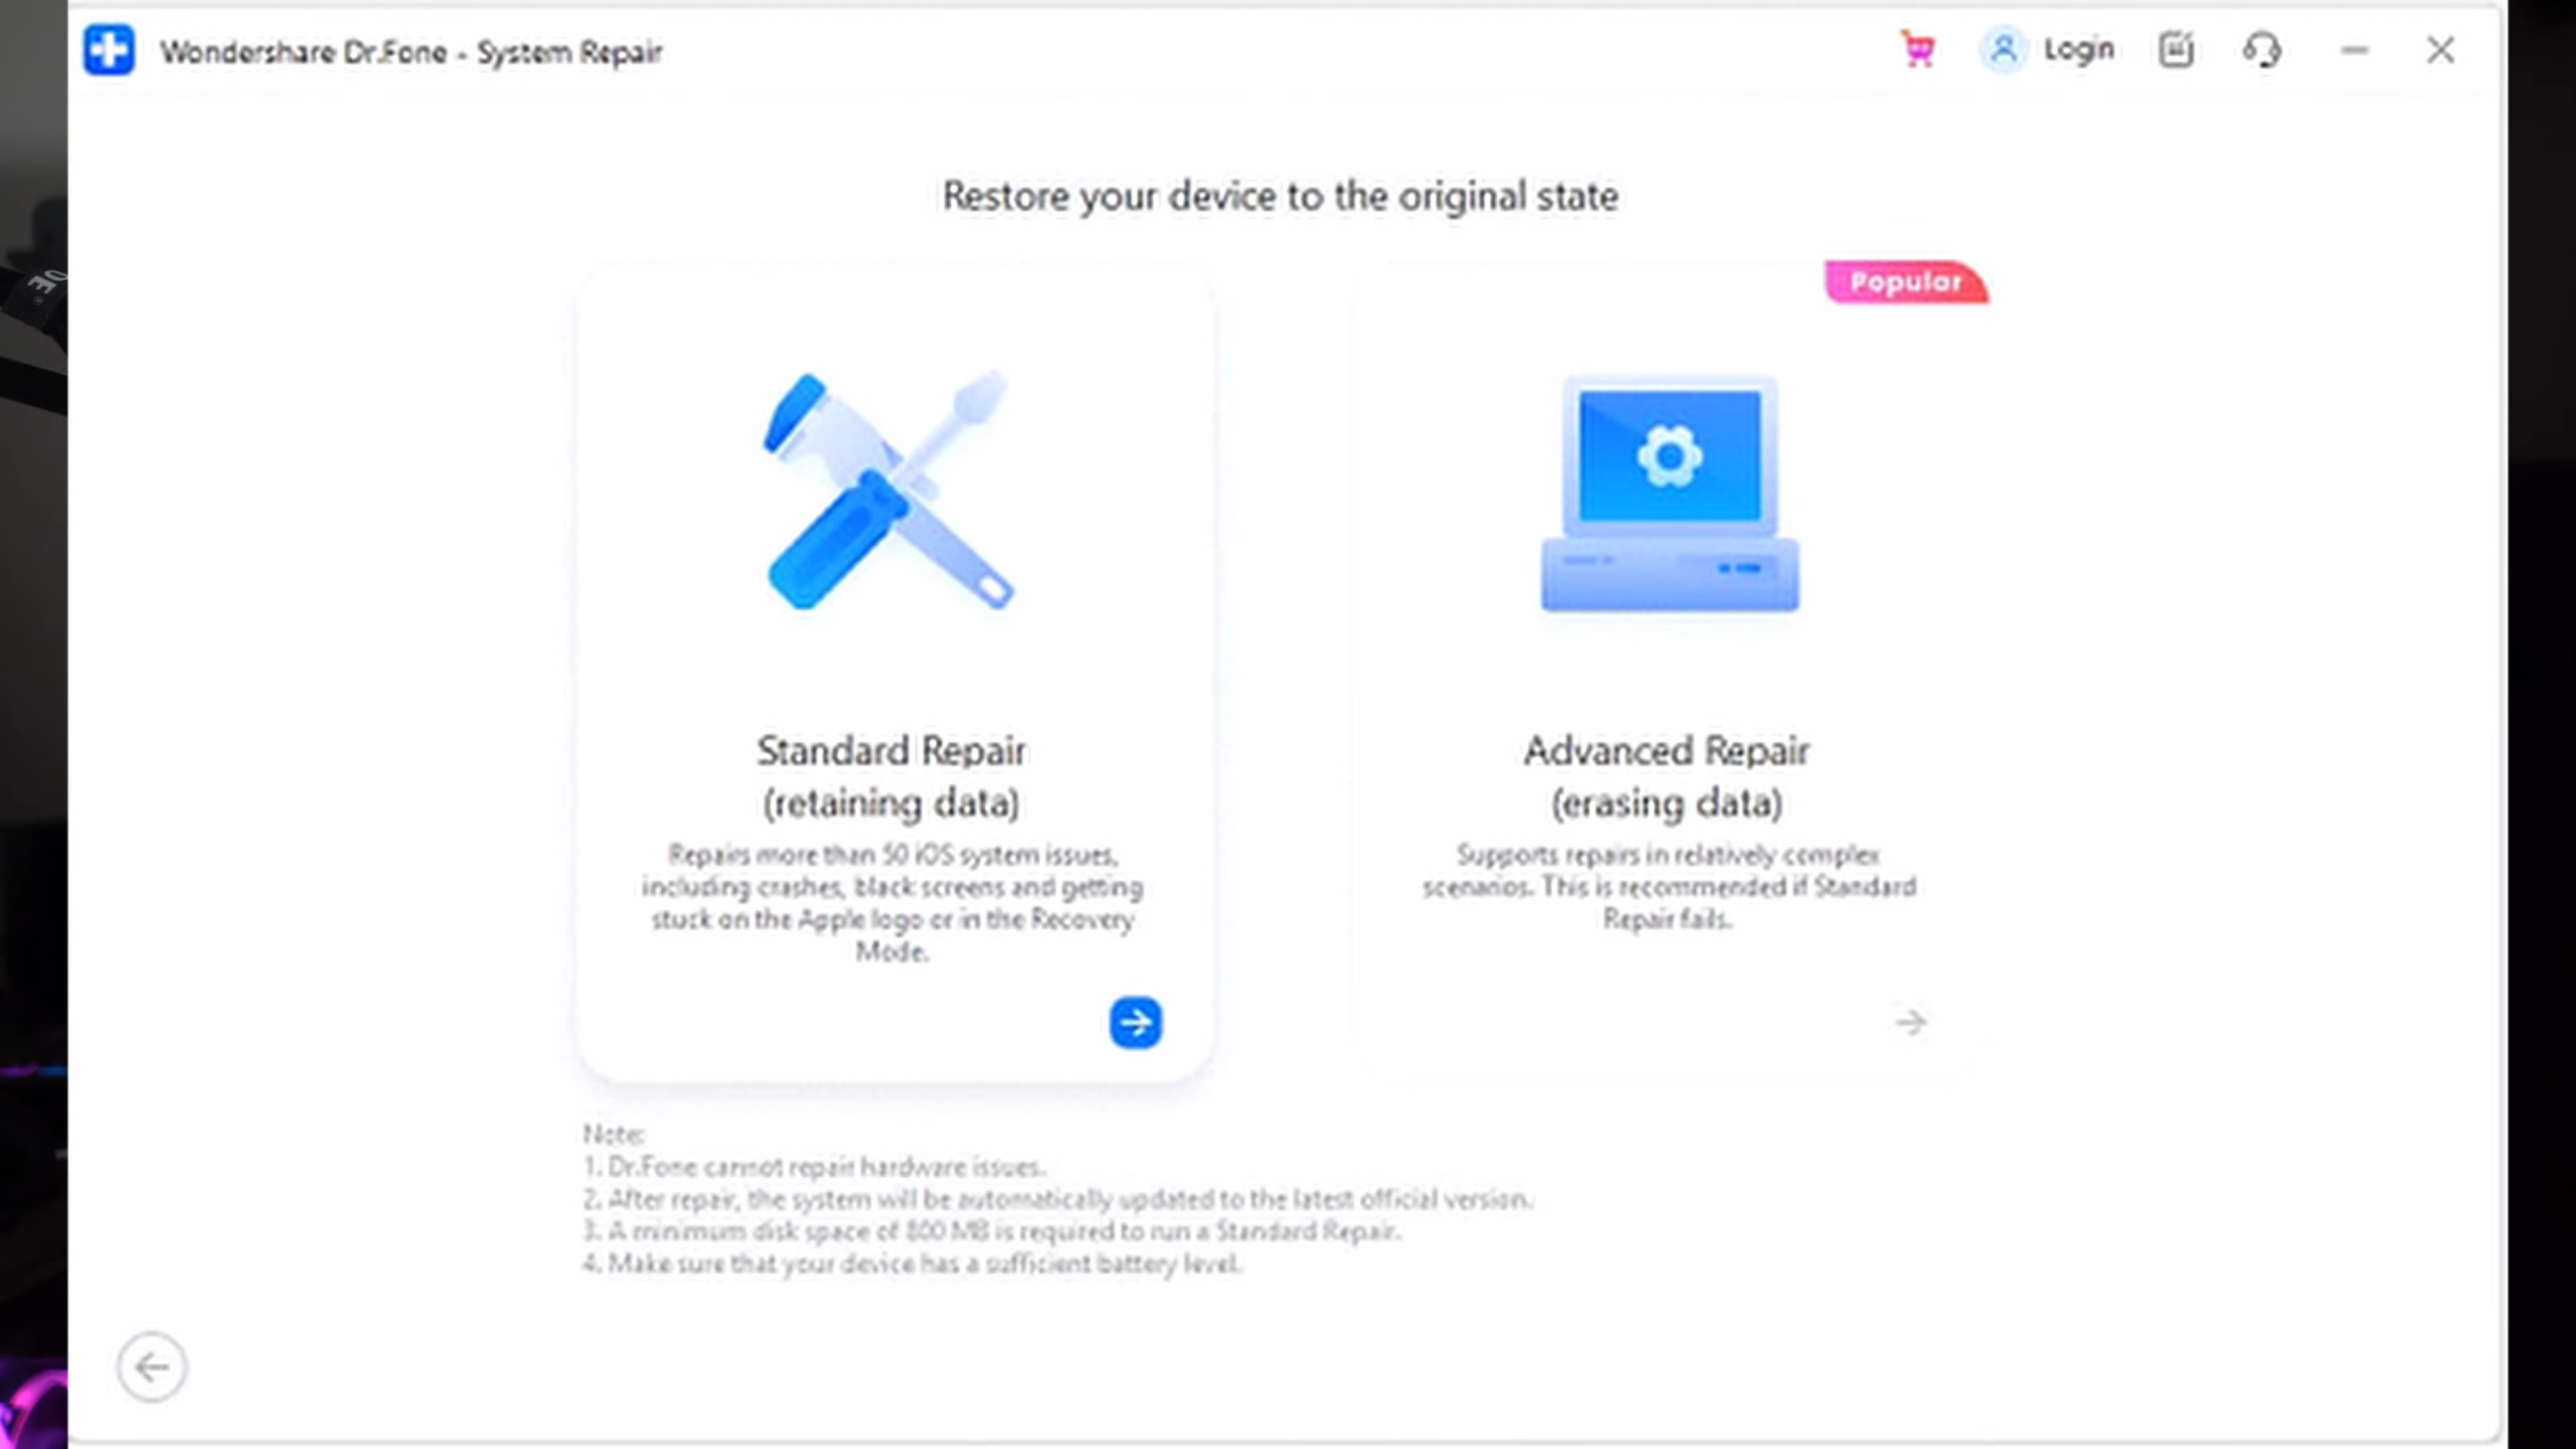 Wondershare Dr.Fone - System Repair
Login
Restore your device to the original state
Popular
Standard Repair
(retaining data)
Repairs more than 50 iOS system issues,
including crashes, black screens and getting
stuck on the Apple logo or in the Recovery
Mode.
Advanced Repair
(erasing data)
Supports repairs in relatively complex
scenarios. This is recommended if Standard
Repair fails.
Note:
1. Dr.Fone cannot repair hardware issues.
2. After repair, the system will be automatically updated to the latest official version.
3. A minimum disk space of 800 MB is required to run a Standard Repair.
4. Make sure that your device has a sufficient battery level.